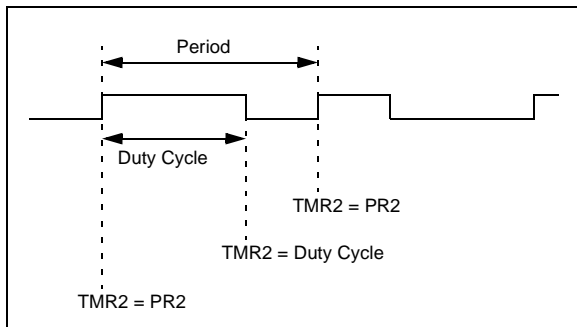 Period
Duty Cycle
TMR2 = PR2
TMR2 = Duty Cycle
TMR2 = PR2